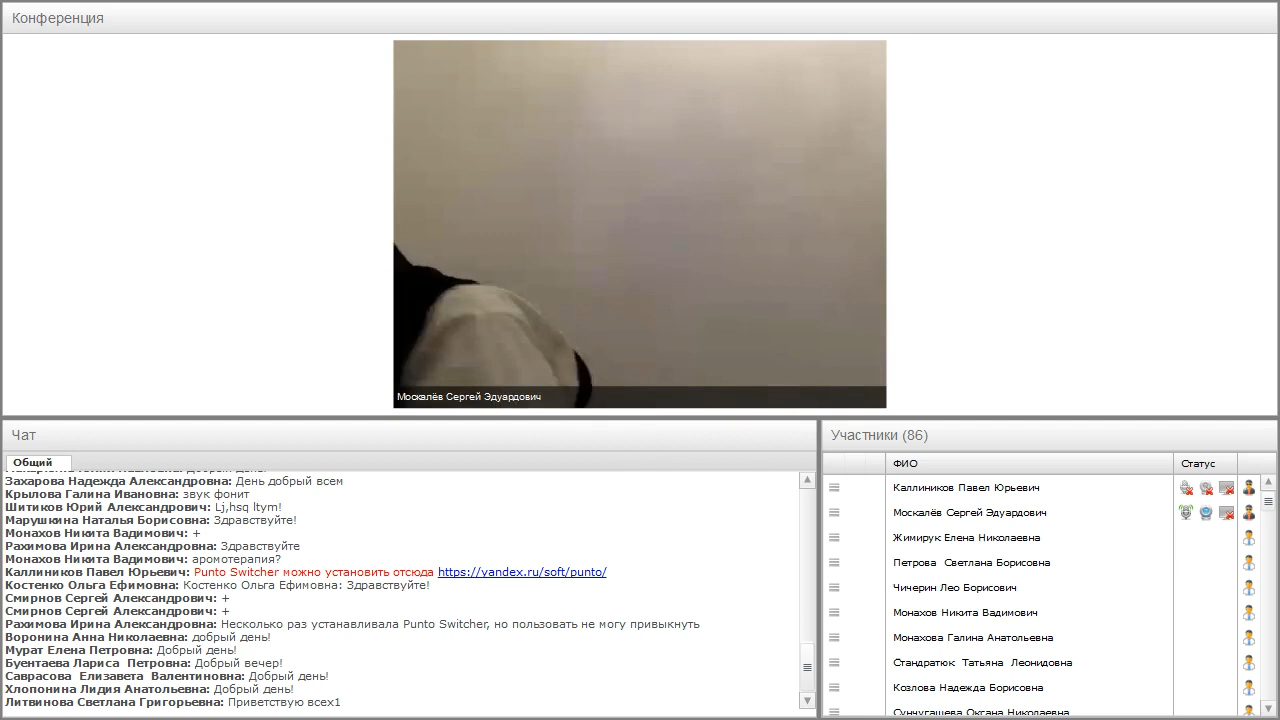 Конференция
Москалёв Сергей Эдуардович
Чат
Общий
Захарова Надежда Александровна: День добрый всем
Крылова Галина Ивановна: звук фонит
Шитиков Юрий Александрович: Lj,hsq ltym!
Марушкина Наталья Борисовна: Здравствуйте!
Монахов Никита Вадимович: +
Рахимова Ирина Александровна: Здравствуйте
Монахов Никита Вадимович: аромотерапия?
Каллиников Павел Юрьевич: Punto Switcher можно установить отсюда https://yandex.ru/soft/punto/
Костенко Ольга Ефимовна: Костенко Ольга Ефимовна: Здравствуйте!
Смирнов Сергей Александрович: +
Смирнов Сергей Александрович: +
Рахимова Ирина Александровна: Несколько раз устанавливала Punto Switcher, но пользовать не могу привыкнуть
Воронина Анна Николаевна: добрый день!
Мурат Елена Петровна: Добрый день!
Буентаева Лариса Петровна: Добрый вечер!
Саврасова Елизавета Валентиновна: Добрый день!
Хлопонина Лидия Анатольевна: Добрый день!
Литвинова Светлана Григорьевна: Приветствую всех1
Участники (86)
ФИО Статус
Каллиников Павел Юрьевич
Москалёв Сергей Эдуардович
Жимирук Елена Николаевна
Петрова Светлана Борисовна
Чичерин Лео Борисович
Монахов Никита Вадимович
Монахова Галина Анатольевна
Стандратюк Татьяна Леонидовна
Козлова Надежда Борисовна
Сунчугашева Оксана Николаевна